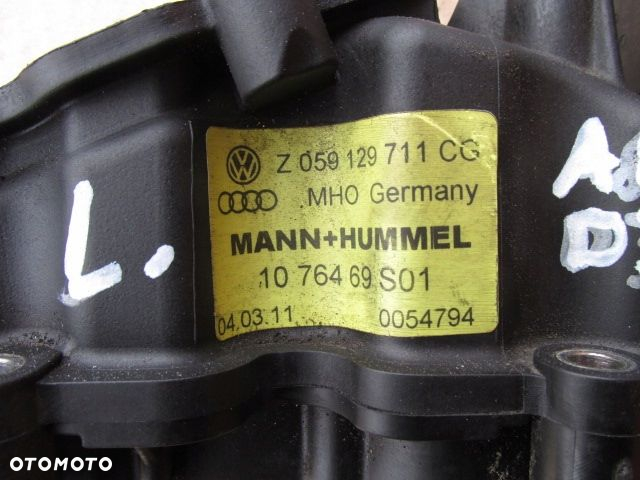 Z 059 129 711 CG
MHO Germany
MANN+HUMMEL
10 764 69 S01
04.03.11 0054794
L.
OTOMOTO